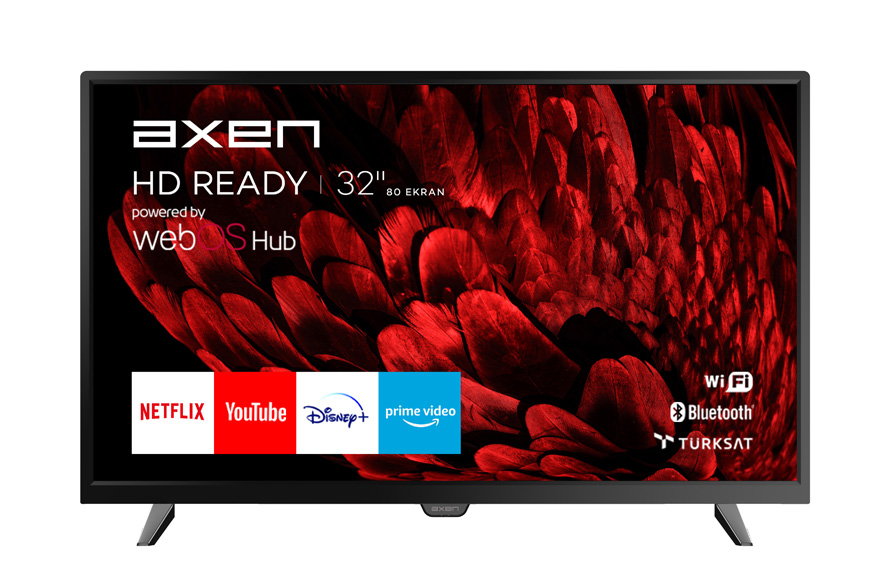 axen
HD READY | 32" 80 EKRAN
powered by
webOS Hub
NETFLIX YouTube Disney+ prime video
WiFi
Bluetooth
TURKSAT
axen